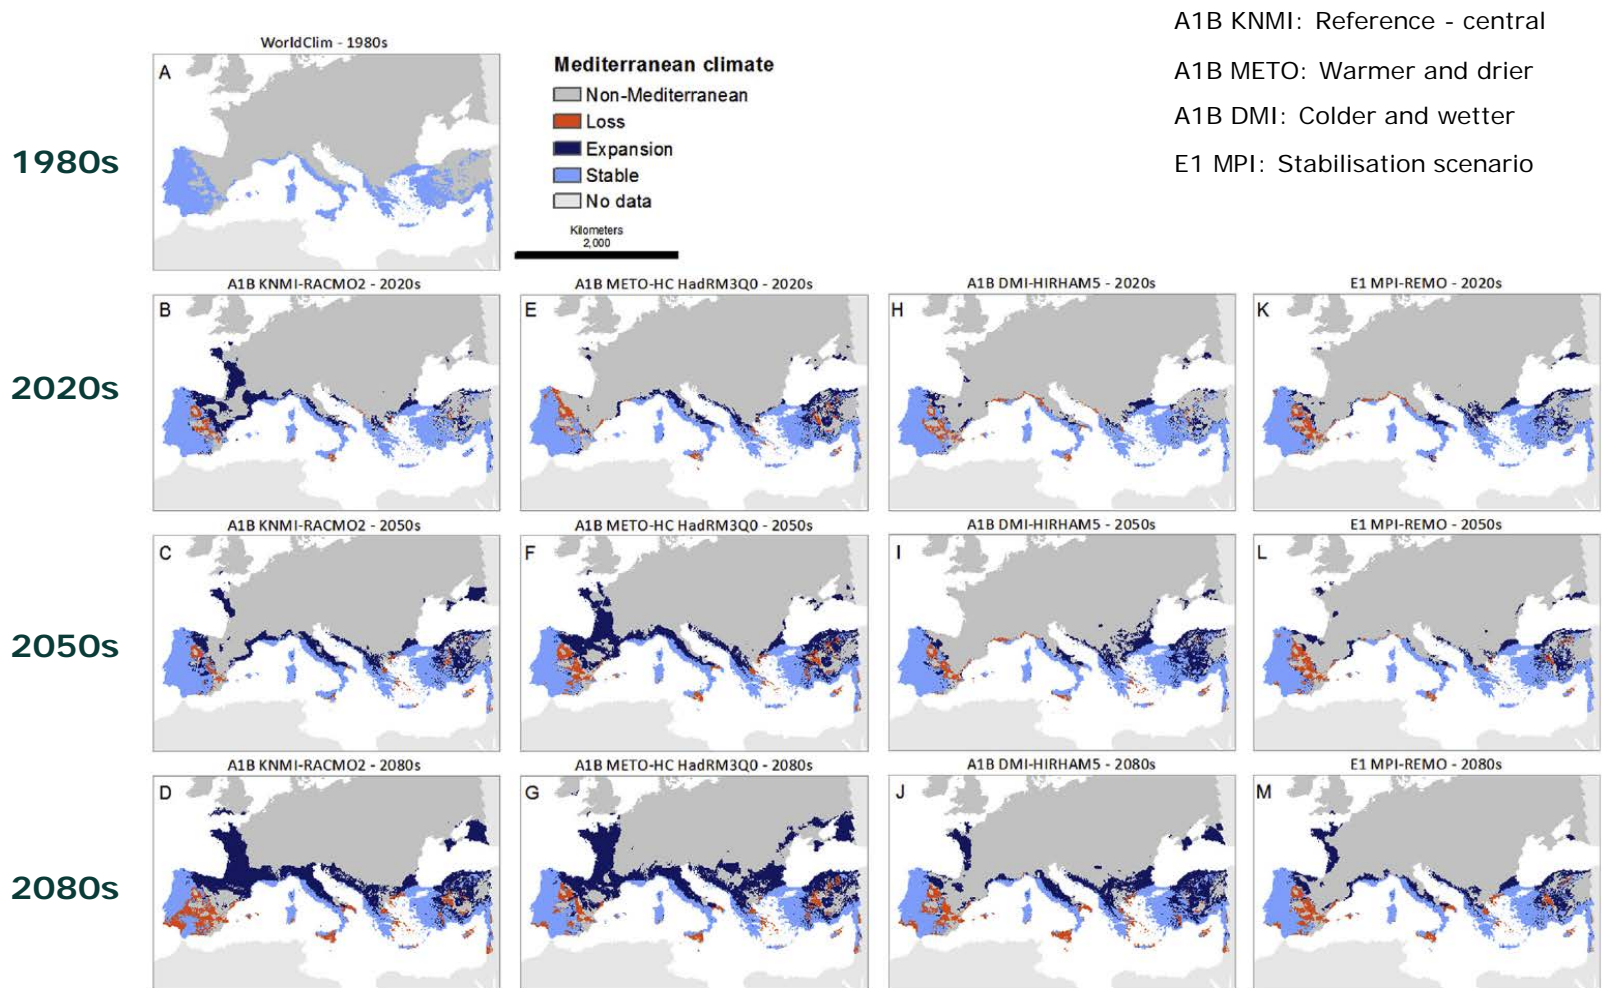 A1B KNMI: Reference - central
A1B METO: Warmer and drier
A1B DMI: Colder and wetter
E1 MPI: Stabilisation scenario
WorldClim - 1980s
A
Mediterranean climate
Non-Mediterranean
Loss
Expansion
Stable
No data
Kilometers
2,000
1980s
A1B KNMI-RACMO2 - 2020s
A1B METO-HC HadRM3Q0 - 2020s
A1B DMI-HIRHAM5 - 2020s
E1 MPI-REMO - 2020s
B
E
H
K
2020s
A1B KNMI-RACMO2 - 2050s
A1B METO-HC HadRM3Q0 - 2050s
A1B DMI-HIRHAM5 - 2050s
E1 MPI-REMO - 2050s
C
F
I
L
2050s
A1B KNMI-RACMO2 - 2080s
A1B METO-HC HadRM3Q0 - 2080s
A1B DMI-HIRHAM5 - 2080s
E1 MPI-REMO - 2080s
D
G
J
M
2080s